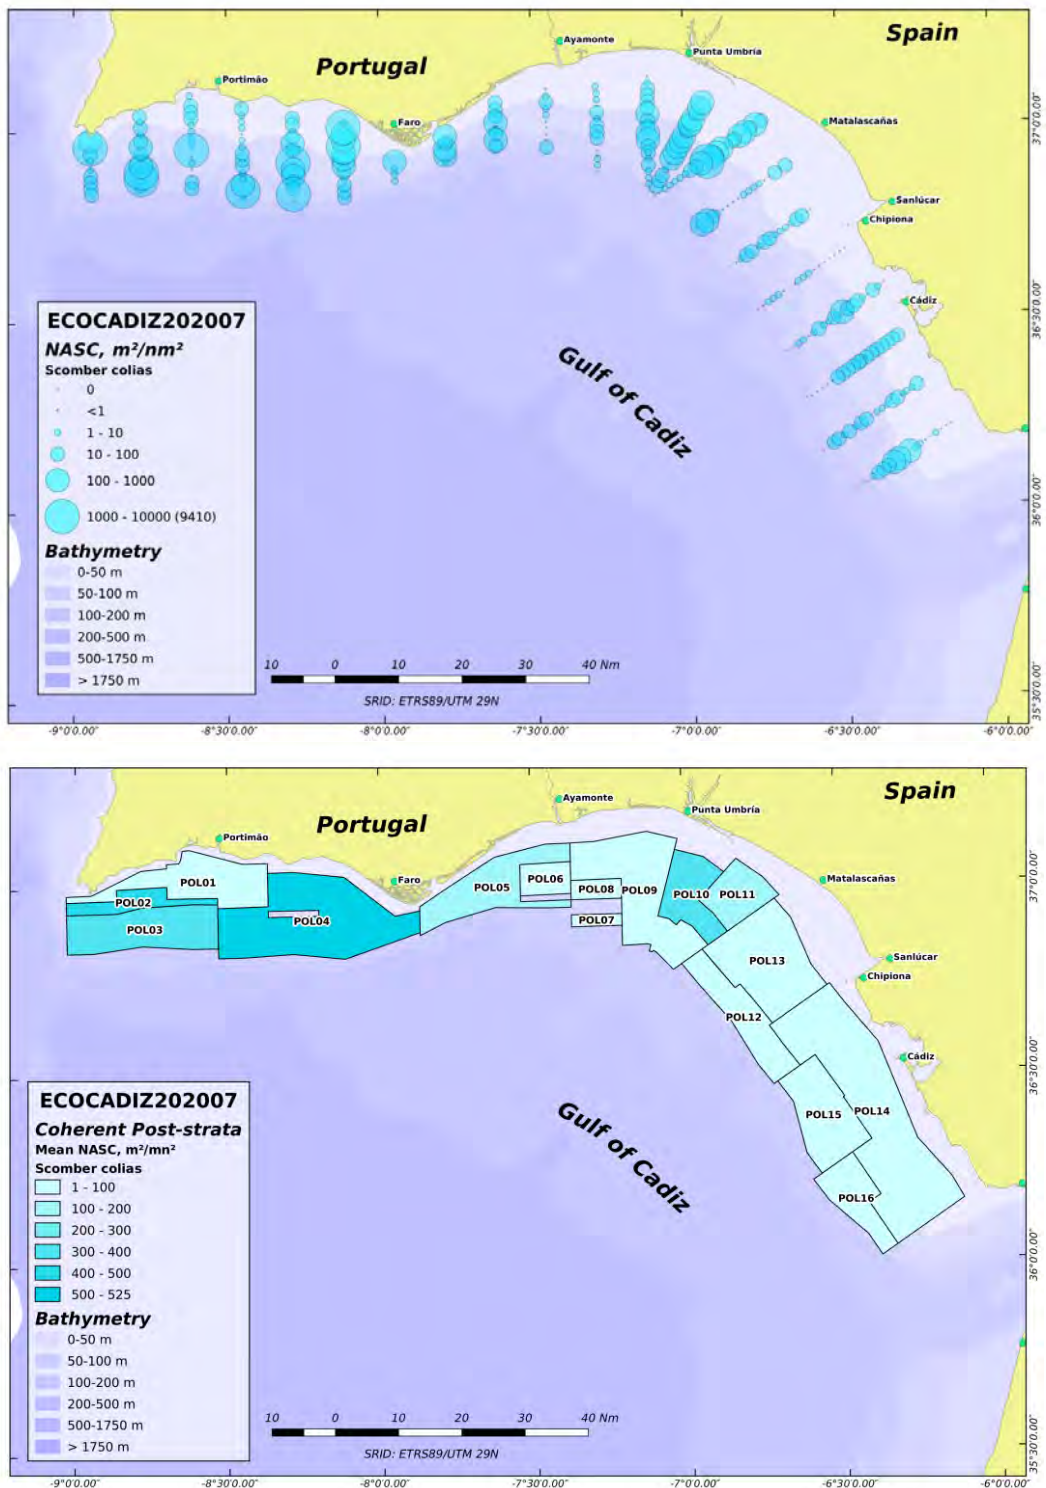 Spain
Portugal
Ayamonte
Punta Umbría
Portimão
Faro
Matalascañas
Sanlúcar
Chipiona
Cádiz
Gulf of Cadiz
37°0'0.00"
36°30'0.00"
36°0'0.00"
35°30'0.00"
ECOCADIZ202007
NASC, m²/nm²
Scomber colias
0
<1
1 - 10
10 - 100
100 - 1000
1000 - 10000 (9410)
Bathymetry
0-50 m
50-100 m
100-200 m
200-500 m
500-1750 m
> 1750 m
10 0 10 20 30 40 Nm
SRID: ETRS89/UTM 29N
-9°0'0.00" -8°30'0.00" -8°0'0.00" -7°30'0.00" -7°0'0.00" -6°30'0.00" -6°0'0.00"
Spain
Portugal
Ayamonte
Punta Umbría
Portimão
Faro
Matalascañas
Sanlúcar
Chipiona
Cádiz
POL01
POL02
POL03
POL04
POL05
POL06
POL08
POL07
POL09
POL10
POL11
POL13
POL12
POL15
POL14
POL16
Gulf of Cadiz
37°0'0.00"
36°30'0.00"
36°0'0.00"
35°30'0.00"
ECOCADIZ202007
Coherent Post-strata
Mean NASC, m²/mn²
Scomber colias
1 - 100
100 - 200
200 - 300
300 - 400
400 - 500
500 - 525
Bathymetry
0-50 m
50-100 m
100-200 m
200-500 m
500-1750 m
> 1750 m
10 0 10 20 30 40 Nm
SRID: ETRS89/UTM 29N
-9°0'0.00" -8°30'0.00" -8°0'0.00" -7°30'0.00" -7°0'0.00" -6°30'0.00" -6°0'0.00"